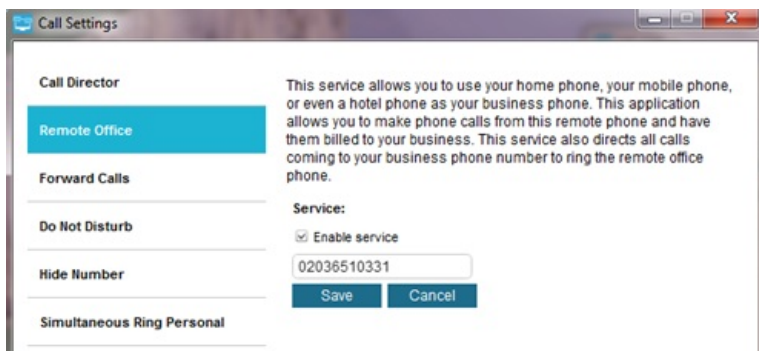 Call Settings
Call Director
Remote Office
Forward Calls
Do Not Disturb
Hide Number
Simultaneous Ring Personal
This service allows you to use your home phone, your mobile phone,
or even a hotel phone as your business phone. This application
allows you to make phone calls from this remote phone and have
them billed to your business. This service also directs all calls
coming to your business phone number to ring the remote office
phone.
Service:
Enable service
02036510331
Save Cancel